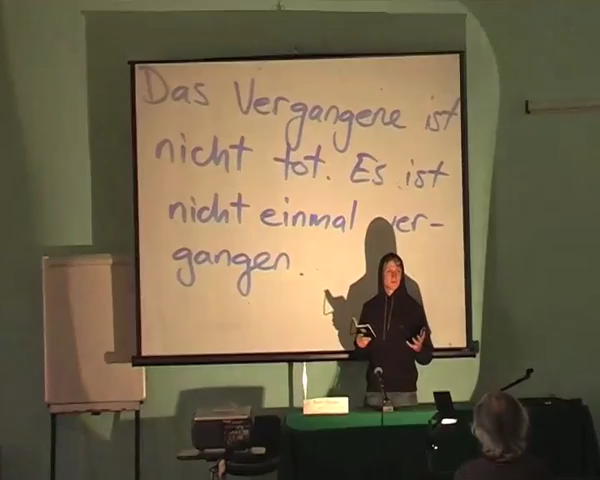 Das Vergangene ist
nicht tot. Es ist
nicht einmal ver-
gangen.